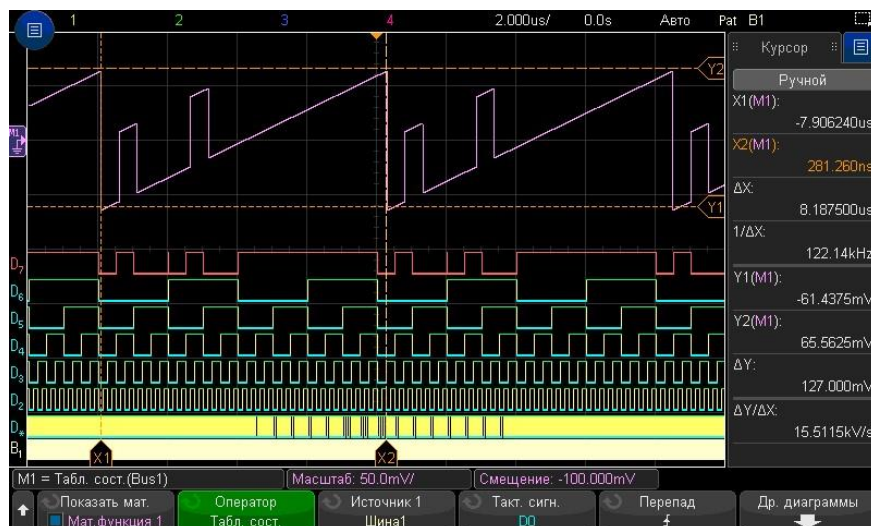 1 2 3 4 2.000us/ 0.0s Авто Pat B1
Курсор
Ручной
X1(M1):
-7.906240us
X2(M1):
281.260ns
ΔX:
8.187500us
1/ΔX:
122.14kHz
Y1(M1):
-61.4375mV
Y2(M1):
65.5625mV
ΔY:
127.000mV
ΔY/ΔX:
15.5115kV/s
Y2
M1
Y1
D7
D6
D5
D4
D3
D2
D*
B1
X1 X2
M1 = Табл. сост.(Bus1) Масштаб: 50.0mV/ Смещение: -100.000mV
Показать мат. Оператор Источник 1 Такт. сигн. Перепад Др. диаграммы
Мат.функция 1 Табл. сост. Шина1 D0